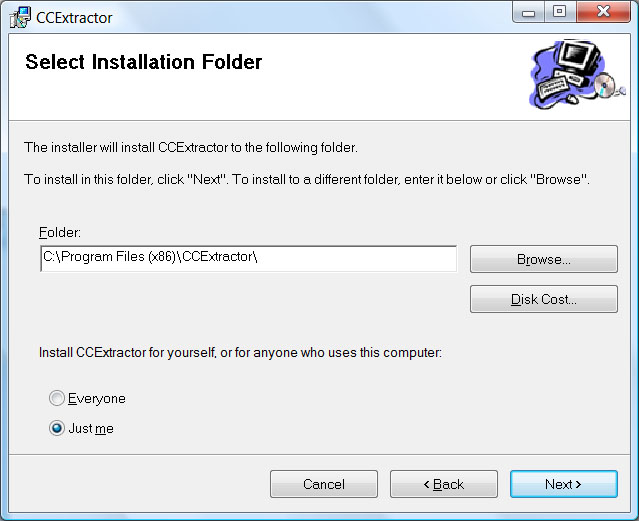 CCExtractor
Select Installation Folder
The installer will install CCExtractor to the following folder.
To install in this folder, click "Next". To install to a different folder, enter it below or click "Browse".
Folder:
C:\Program Files (x86)\CCExtractor\
Browse...
Disk Cost...
Install CCExtractor for yourself, or for anyone who uses this computer:
Everyone
Just me
Cancel
< Back
Next >